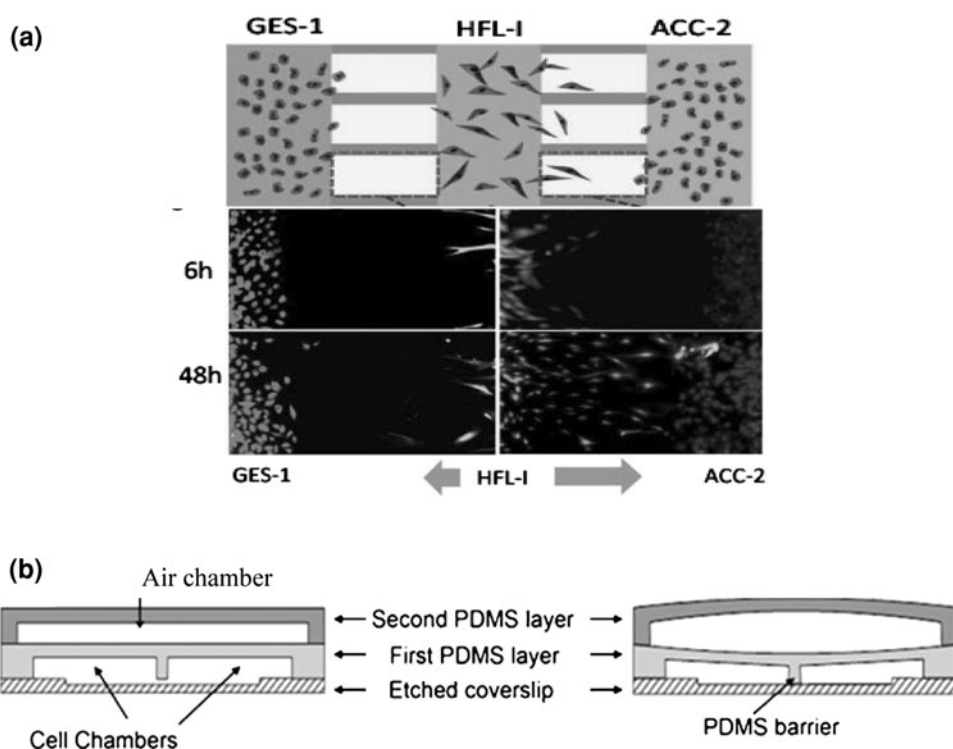 (a)
GES-1 HFL-I ACC-2
6h
48h
GES-1 HFL-I ACC-2
(b)
Air chamber
Second PDMS layer
First PDMS layer
Etched coverslip
Cell Chambers
PDMS barrier